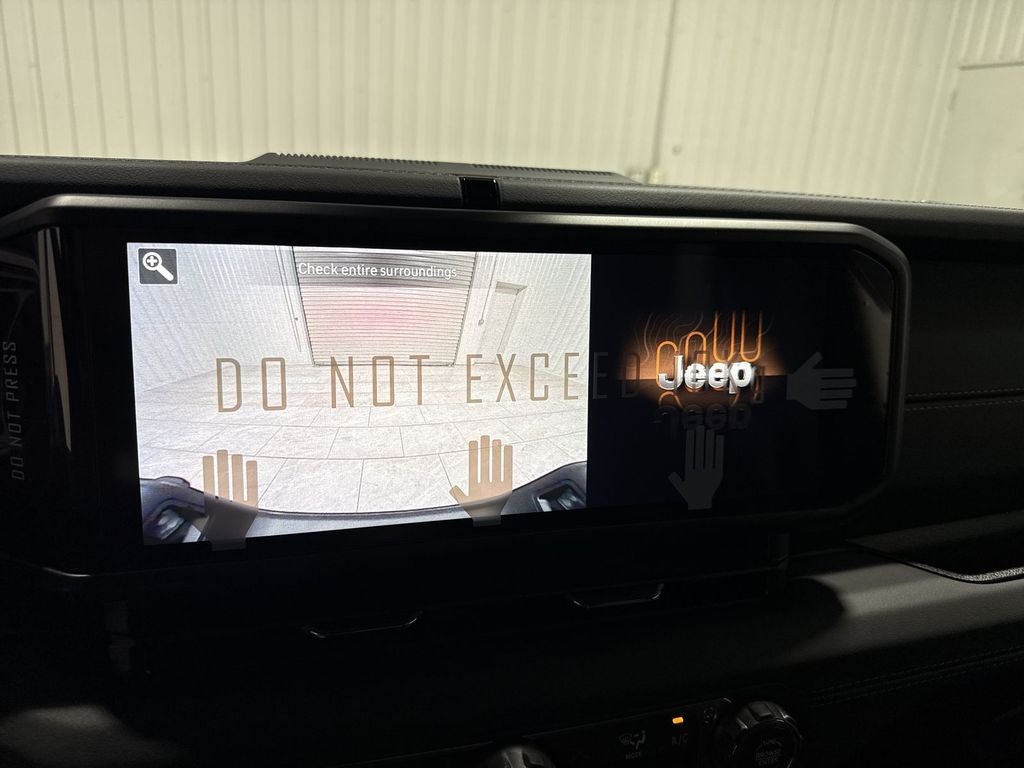 Check entire surroundings
DO NOT EXCEED
Jeep
DO NOT PRESS
A/C